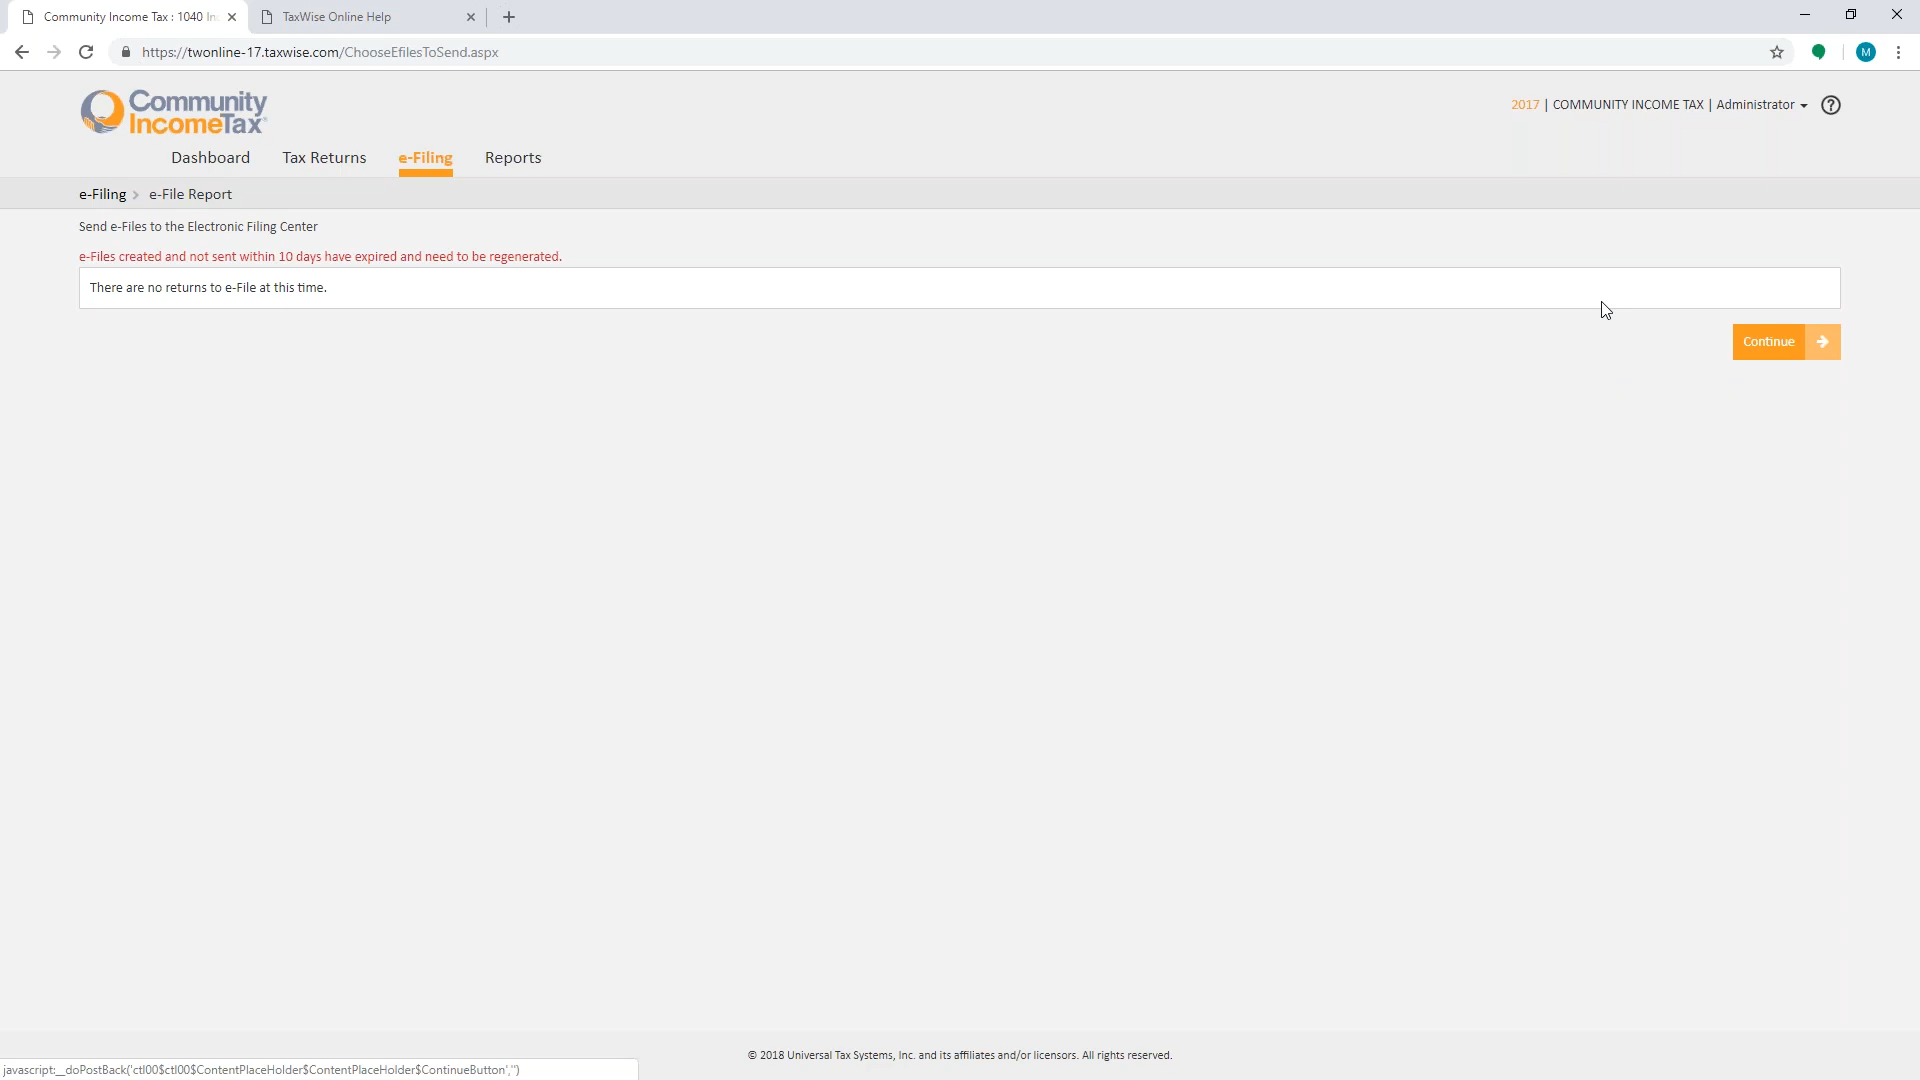 Community Income Tax : 1040 In
TaxWise Online Help
https://twonline-17.taxwise.com/ChooseEfilesToSend.aspx
M
Community
IncomeTax
2017 | COMMUNITY INCOME TAX | Administrator
Dashboard Tax Returns e-Filing Reports
e-Filing > e-File Report
Send e-Files to the Electronic Filing Center
e-Files created and not sent within 10 days have expired and need to be regenerated.
There are no returns to e-File at this time.
Continue
© 2018 Universal Tax Systems, Inc. and its affiliates and/or licensors. All rights reserved.
javascript:__doPostBack('ctl00$ctl00$ContentPlaceHolder$ContentPlaceHolder$ContinueButton','')